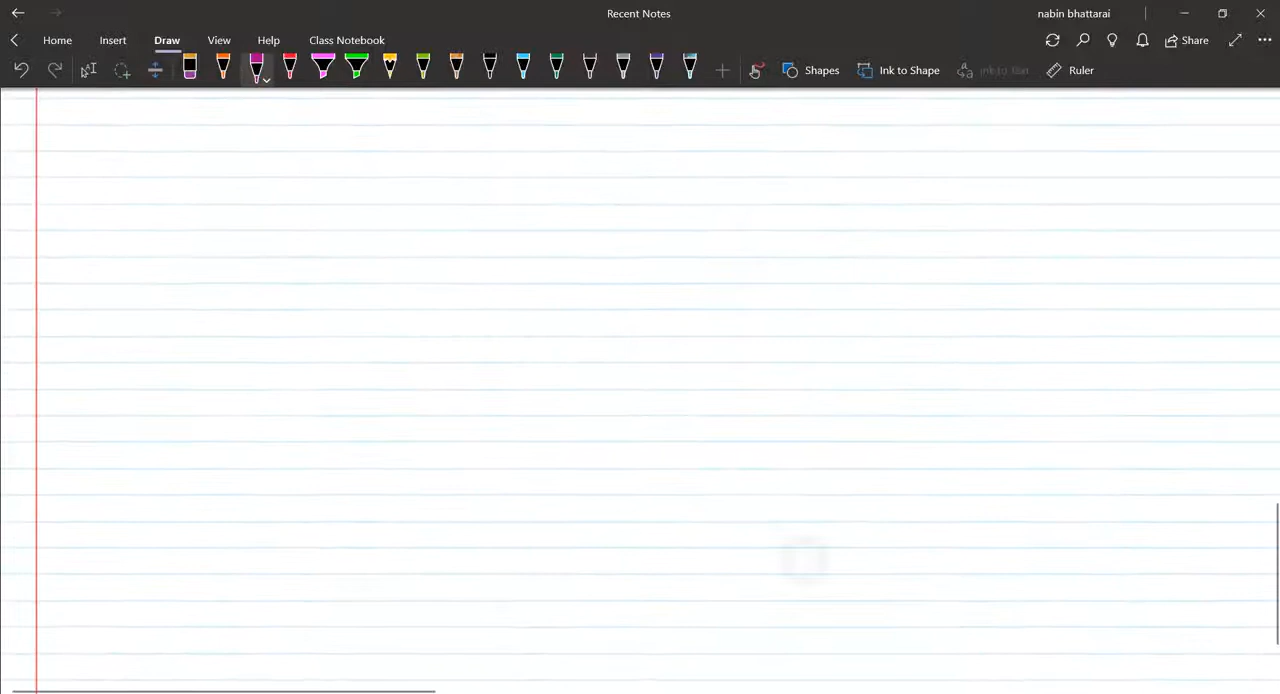 Recent Notes
nabin bhattarai
Home Insert Draw View Help Class Notebook
Share
Shapes Ink to Shape Ruler